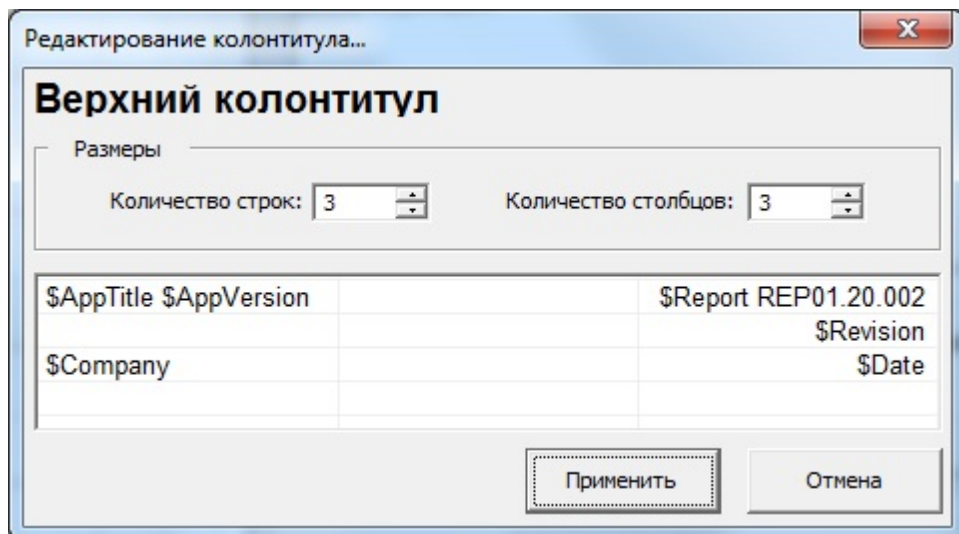 Редактирование колонтитула...
Верхний колонтитул
Размеры
Количество строк: 3 Количество столбцов: 3
$AppTitle $AppVersion $Report REP01.20.002
$Revision
$Company $Date
Применить Отмена